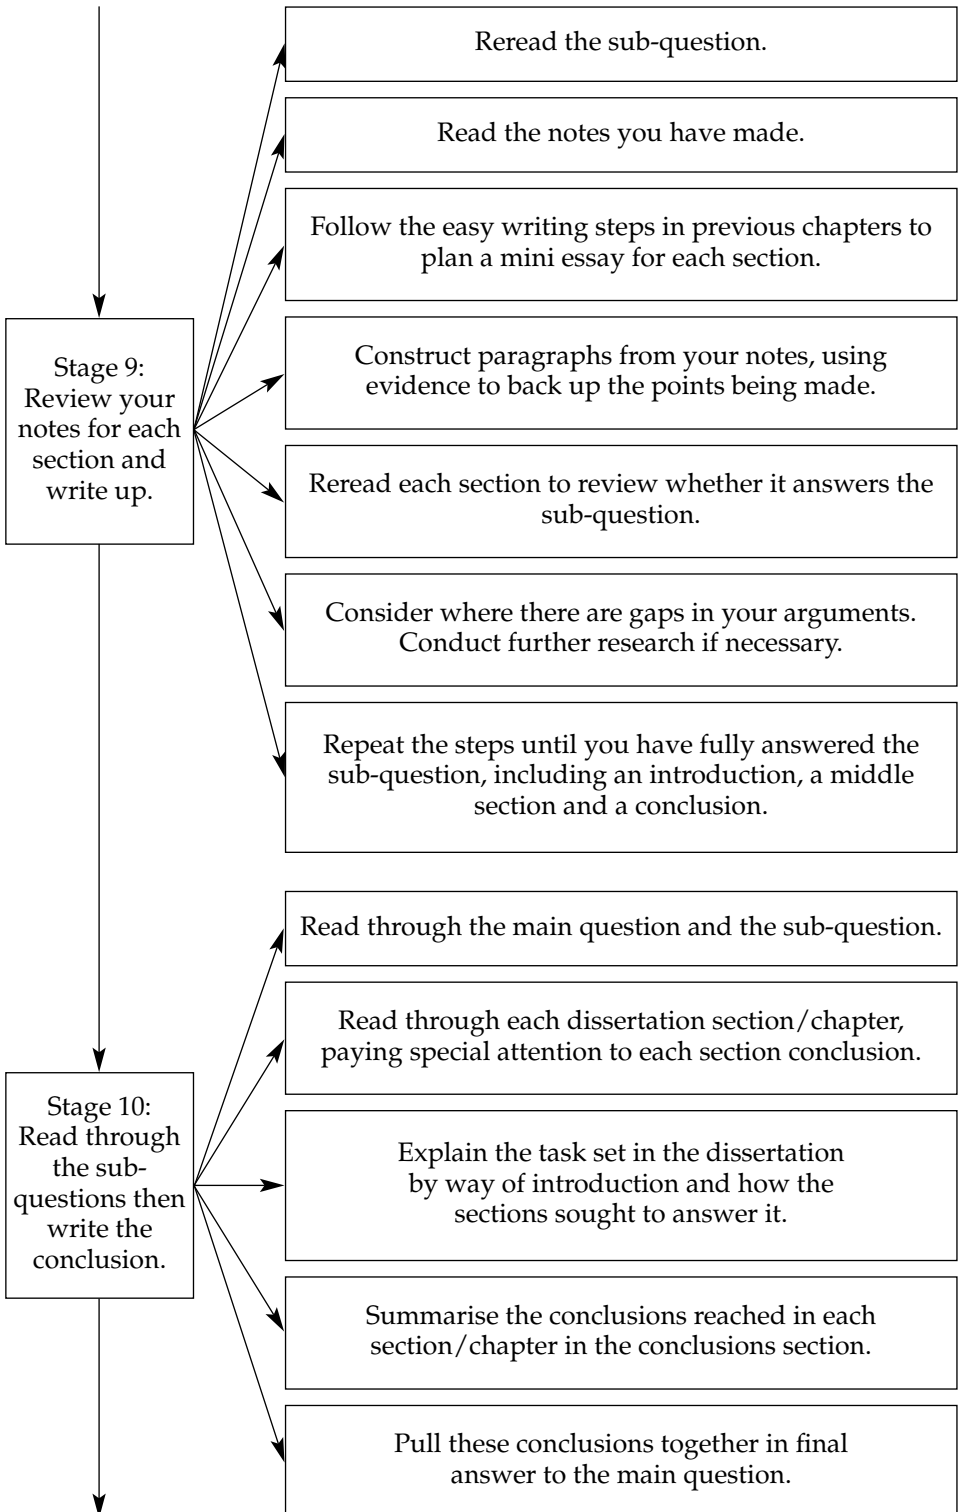 Reread the sub-question.
Read the notes you have made.
Follow the easy writing steps in previous chapters to
plan a mini essay for each section.
Stage 9:
Review your
notes for each
section and
write up.
Construct paragraphs from your notes, using
evidence to back up the points being made.
Reread each section to review whether it answers the
sub-question.
Consider where there are gaps in your arguments.
Conduct further research if necessary.
Repeat the steps until you have fully answered the
sub-question, including an introduction, a middle
section and a conclusion.
Read through the main question and the sub-question.
Read through each dissertation section/chapter,
paying special attention to each section conclusion.
Stage 10:
Read through
the sub-
questions then
write the
conclusion.
Explain the task set in the dissertation
by way of introduction and how the
sections sought to answer it.
Summarise the conclusions reached in each
section/chapter in the conclusions section.
Pull these conclusions together in final
answer to the main question.